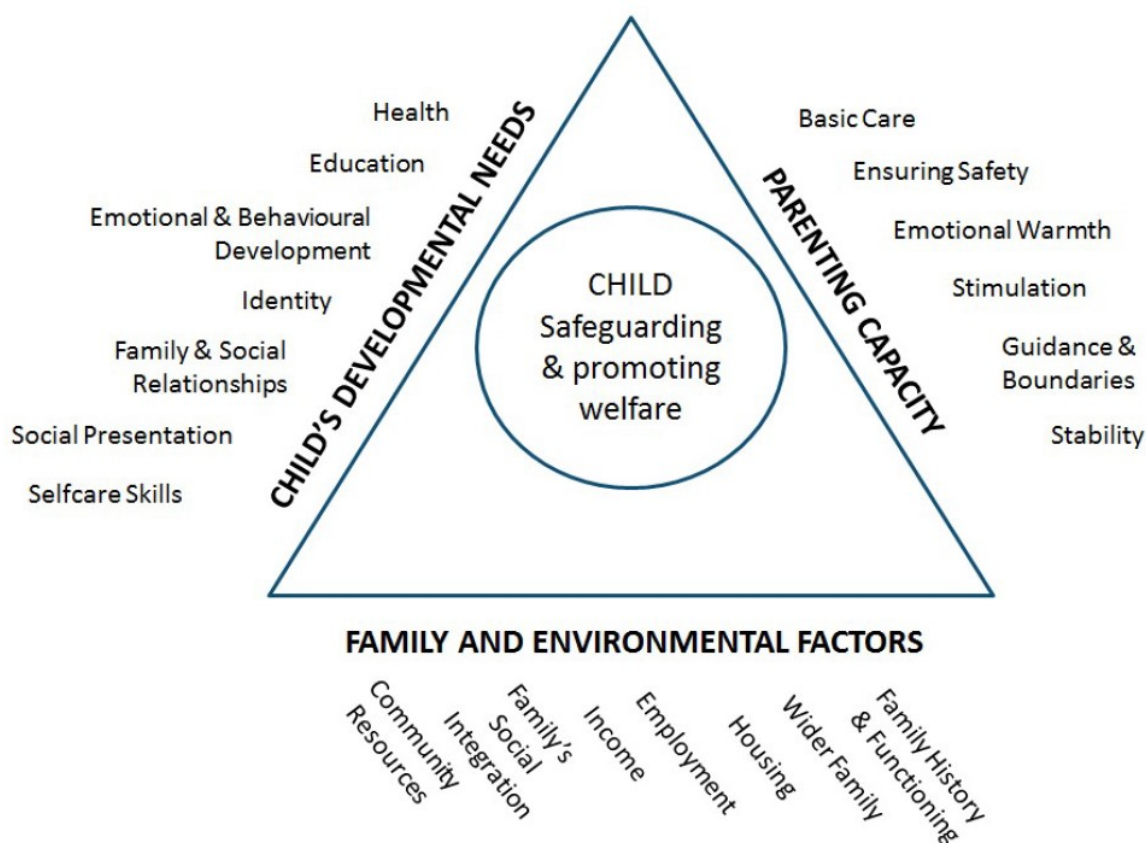 Health
Education
Emotional & Behavioural
Development
Identity
Family & Social
Relationships
Social Presentation
Selfcare Skills
CHILD'S DEVELOPMENTAL NEEDS
CHILD
Safeguarding
& promoting
welfare
PARENTING CAPACITY
Basic Care
Ensuring Safety
Emotional Warmth
Stimulation
Guidance &
Boundaries
Stability
FAMILY AND ENVIRONMENTAL FACTORS
Community
Resources
Family's
Social
Integration
Income
Employment
Housing
Wider Family
Family History
& Functioning